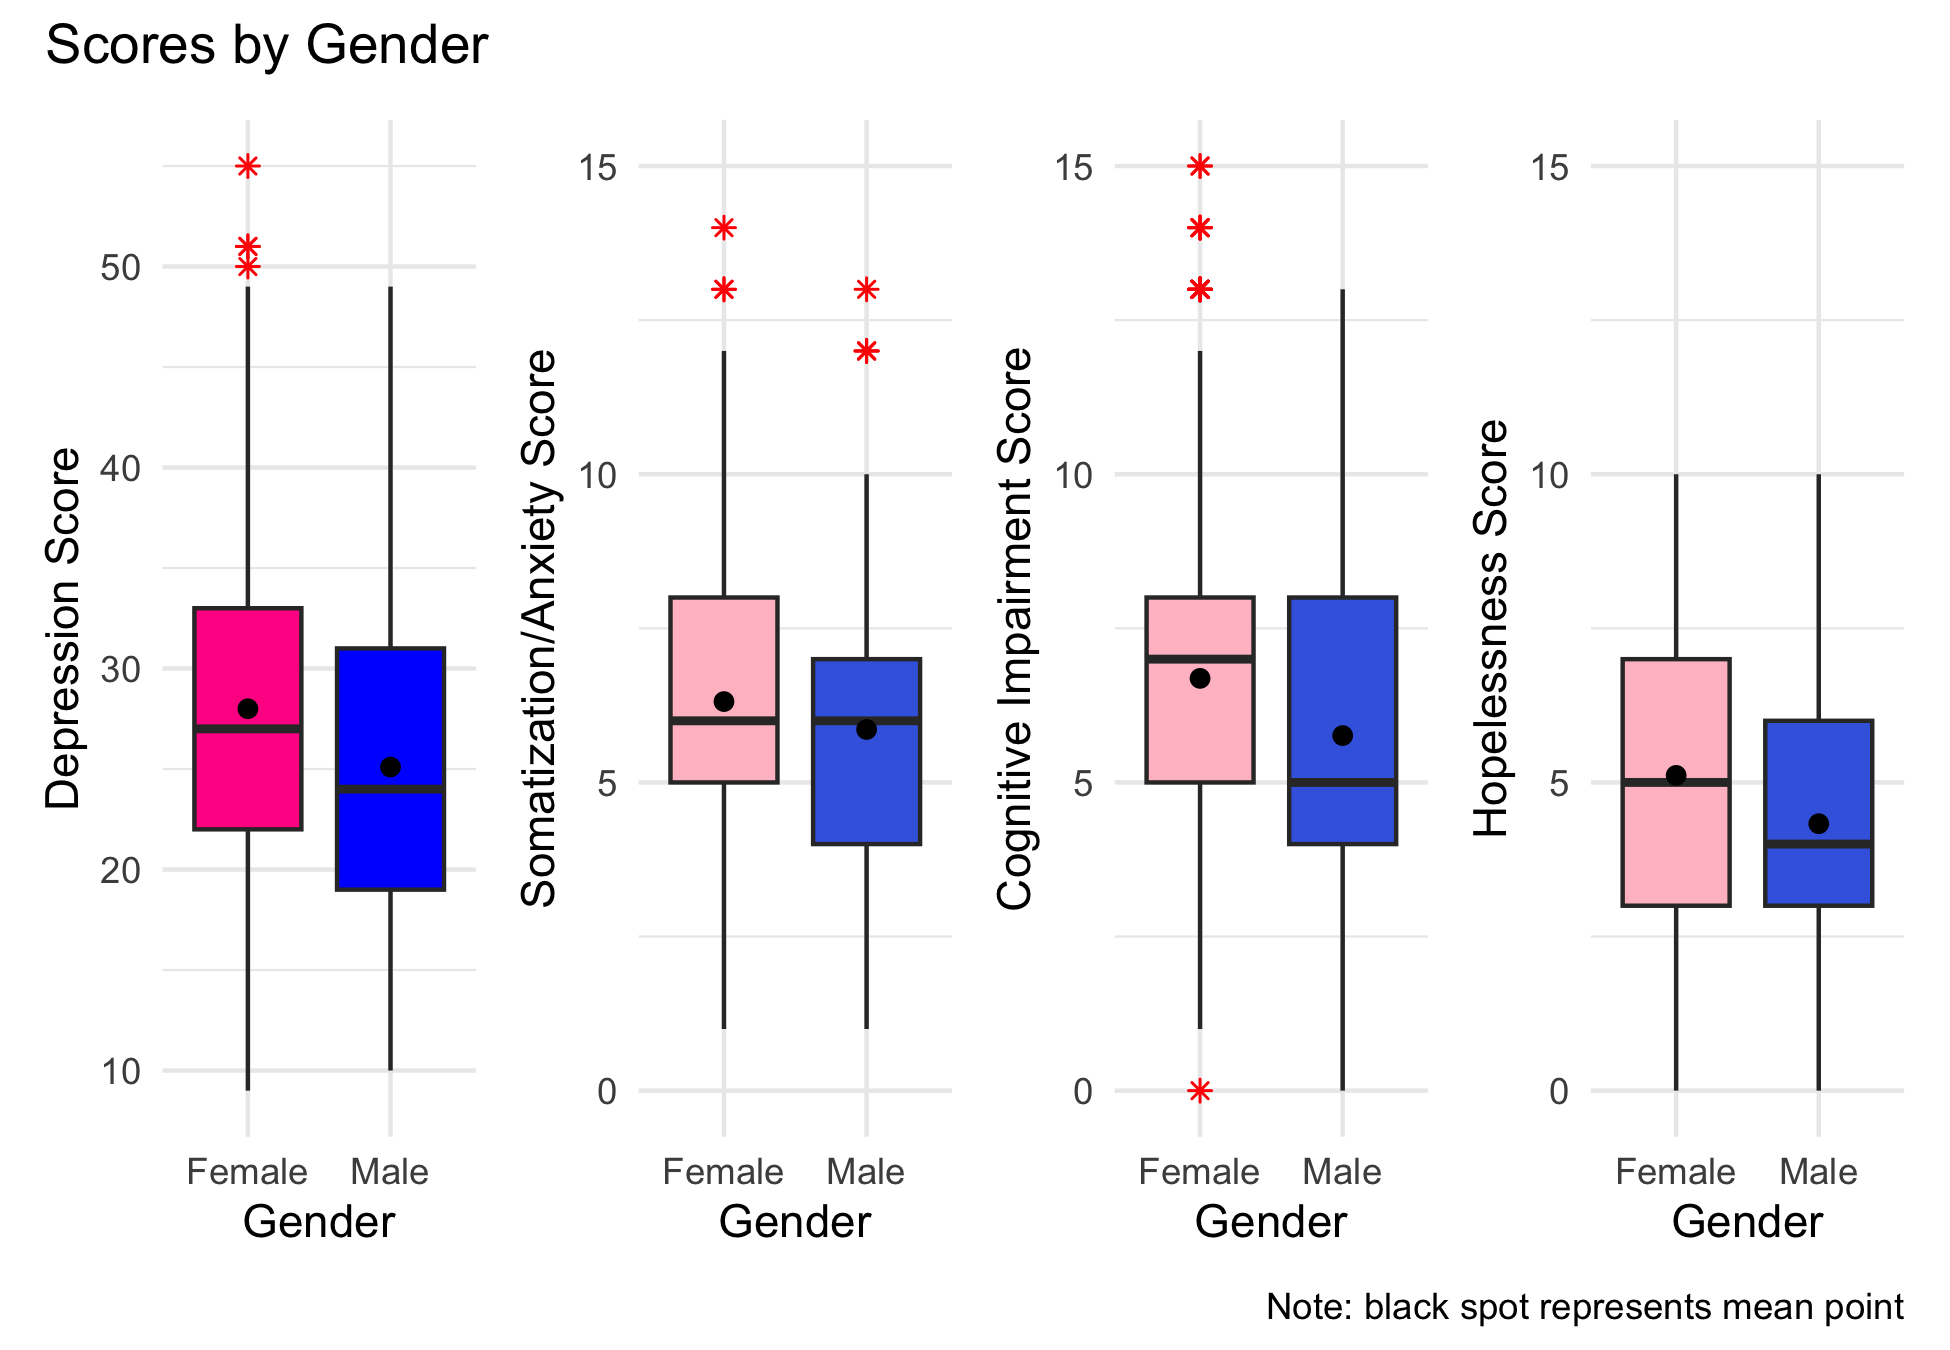 Scores by Gender
Depression Score
50
40
30
20
10
Female Male
Gender
Somatization/Anxiety Score
15
10
5
0
Female Male
Gender
Cognitive Impairment Score
15
10
5
0
Female Male
Gender
Hopelessness Score
15
10
5
0
Female Male
Gender
Note: black spot represents mean point